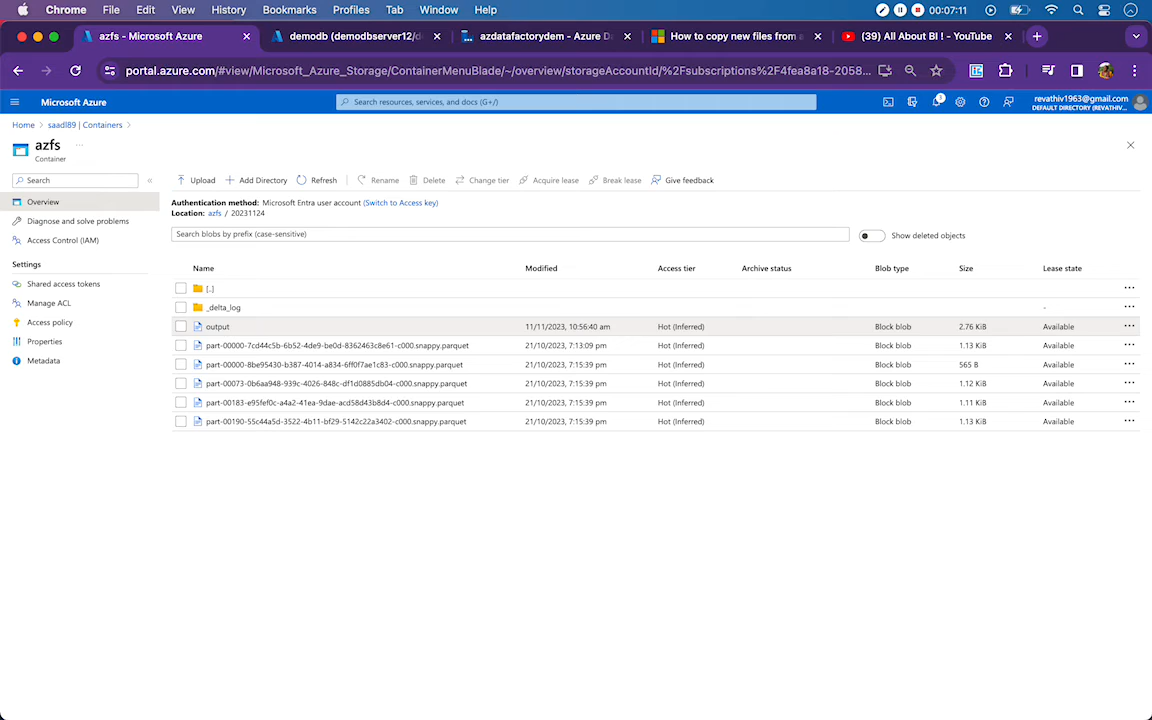 Chrome File Edit View History Bookmarks Profiles Tab Window Help 00:07:11
azfs - Microsoft Azure demodb (demodbserver12/d azdatafactorydem - Azure D How to copy new files from a (39) All About BI ! - YouTube
portal.azure.com/#view/Microsoft_Azure_Storage/ContainerMenuBlade/~/overview/storageAccountId/%2Fsubscriptions%2F4fea8a18-2058...
Microsoft Azure Search resources, services, and docs (G+/) 3 revathiv1963@gmail.com
DEFAULT DIRECTORY (REVATHIV...
Home > saadl89 | Containers >
azfs ...
Container
Search Upload Add Directory Refresh Rename Delete Change tier Acquire lease Break lease Give feedback
Overview
Diagnose and solve problems
Access Control (IAM)
Settings
Shared access tokens
Manage ACL
Access policy
Properties
Metadata
Authentication method: Microsoft Entra user account (Switch to Access key)
Location: azfs / 20231124
Search blobs by prefix (case-sensitive) Show deleted objects
Name Modified Access tier Archive status Blob type Size Lease state
[..] ...
_delta_log - ...
output 11/11/2023, 10:56:40 am Hot (Inferred) Block blob 2.76 KiB Available ...
part-00000-7cd44c5b-6b52-4de9-be0d-8362463c8e61-c000.snappy.parquet 21/10/2023, 7:13:09 pm Hot (Inferred) Block blob 1.13 KiB Available ...
part-00000-8be95430-b387-4014-a834-6ff0f7ae1c83-c000.snappy.parquet 21/10/2023, 7:15:39 pm Hot (Inferred) Block blob 565 B Available ...
part-00073-0b6aa948-939c-4026-848c-df1d0885db04-c000.snappy.parquet 21/10/2023, 7:15:39 pm Hot (Inferred) Block blob 1.12 KiB Available ...
part-00183-e95fef0c-a4a2-41ea-9dae-acd58d43b8d4-c000.snappy.parquet 21/10/2023, 7:15:39 pm Hot (Inferred) Block blob 1.11 KiB Available ...
part-00190-55c44a5d-3522-4b11-bf29-5142c22a3402-c000.snappy.parquet 21/10/2023, 7:15:39 pm Hot (Inferred) Block blob 1.13 KiB Available ...